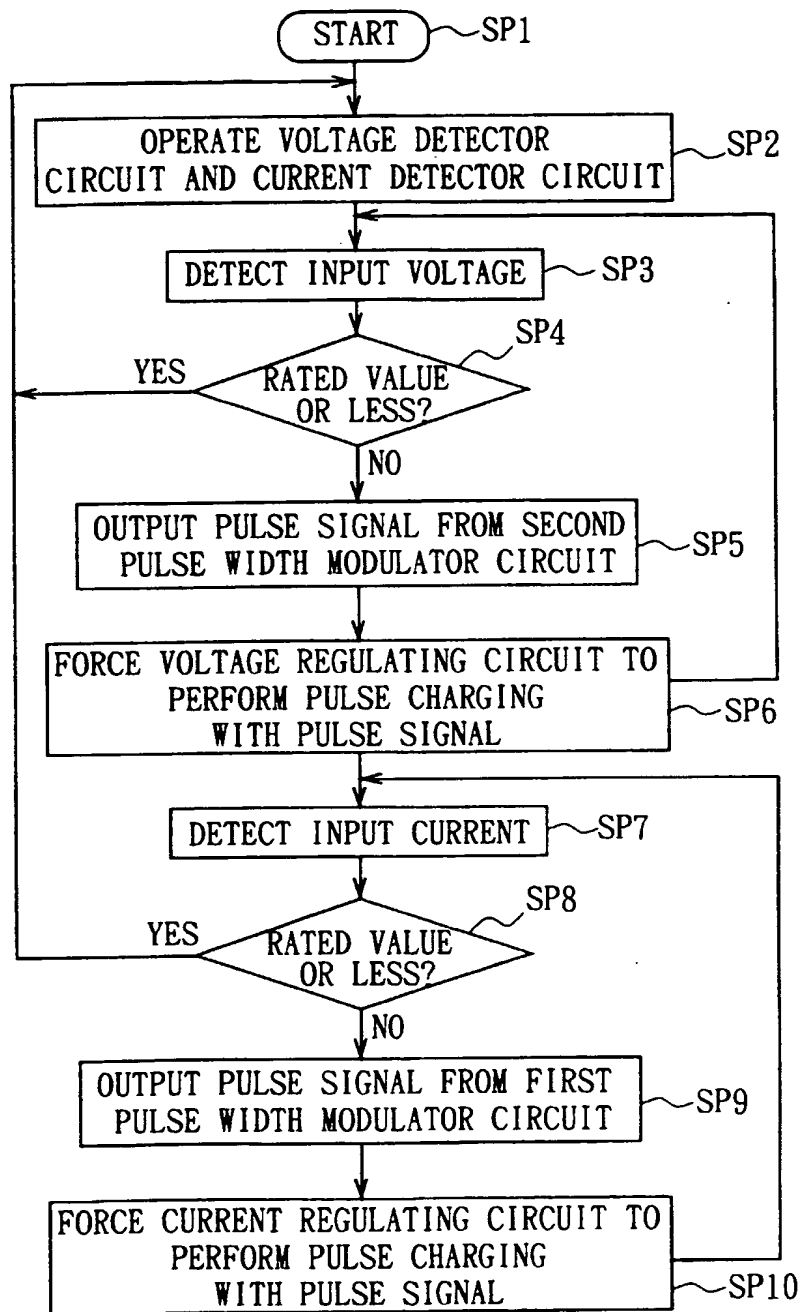 START
SP1
OPERATE VOLTAGE DETECTOR
CIRCUIT AND CURRENT DETECTOR CIRCUIT
SP2
DETECT INPUT VOLTAGE
SP3
SP4
YES
RATED VALUE
OR LESS?
NO
OUTPUT PULSE SIGNAL FROM SECOND
PULSE WIDTH MODULATOR CIRCUIT
SP5
FORCE VOLTAGE REGULATING CIRCUIT TO
PERFORM PULSE CHARGING
WITH PULSE SIGNAL
SP6
DETECT INPUT CURRENT
SP7
SP8
YES
RATED VALUE
OR LESS?
NO
OUTPUT PULSE SIGNAL FROM FIRST
PULSE WIDTH MODULATOR CIRCUIT
SP9
FORCE CURRENT REGULATING CIRCUIT TO
PERFORM PULSE CHARGING
WITH PULSE SIGNAL
SP10